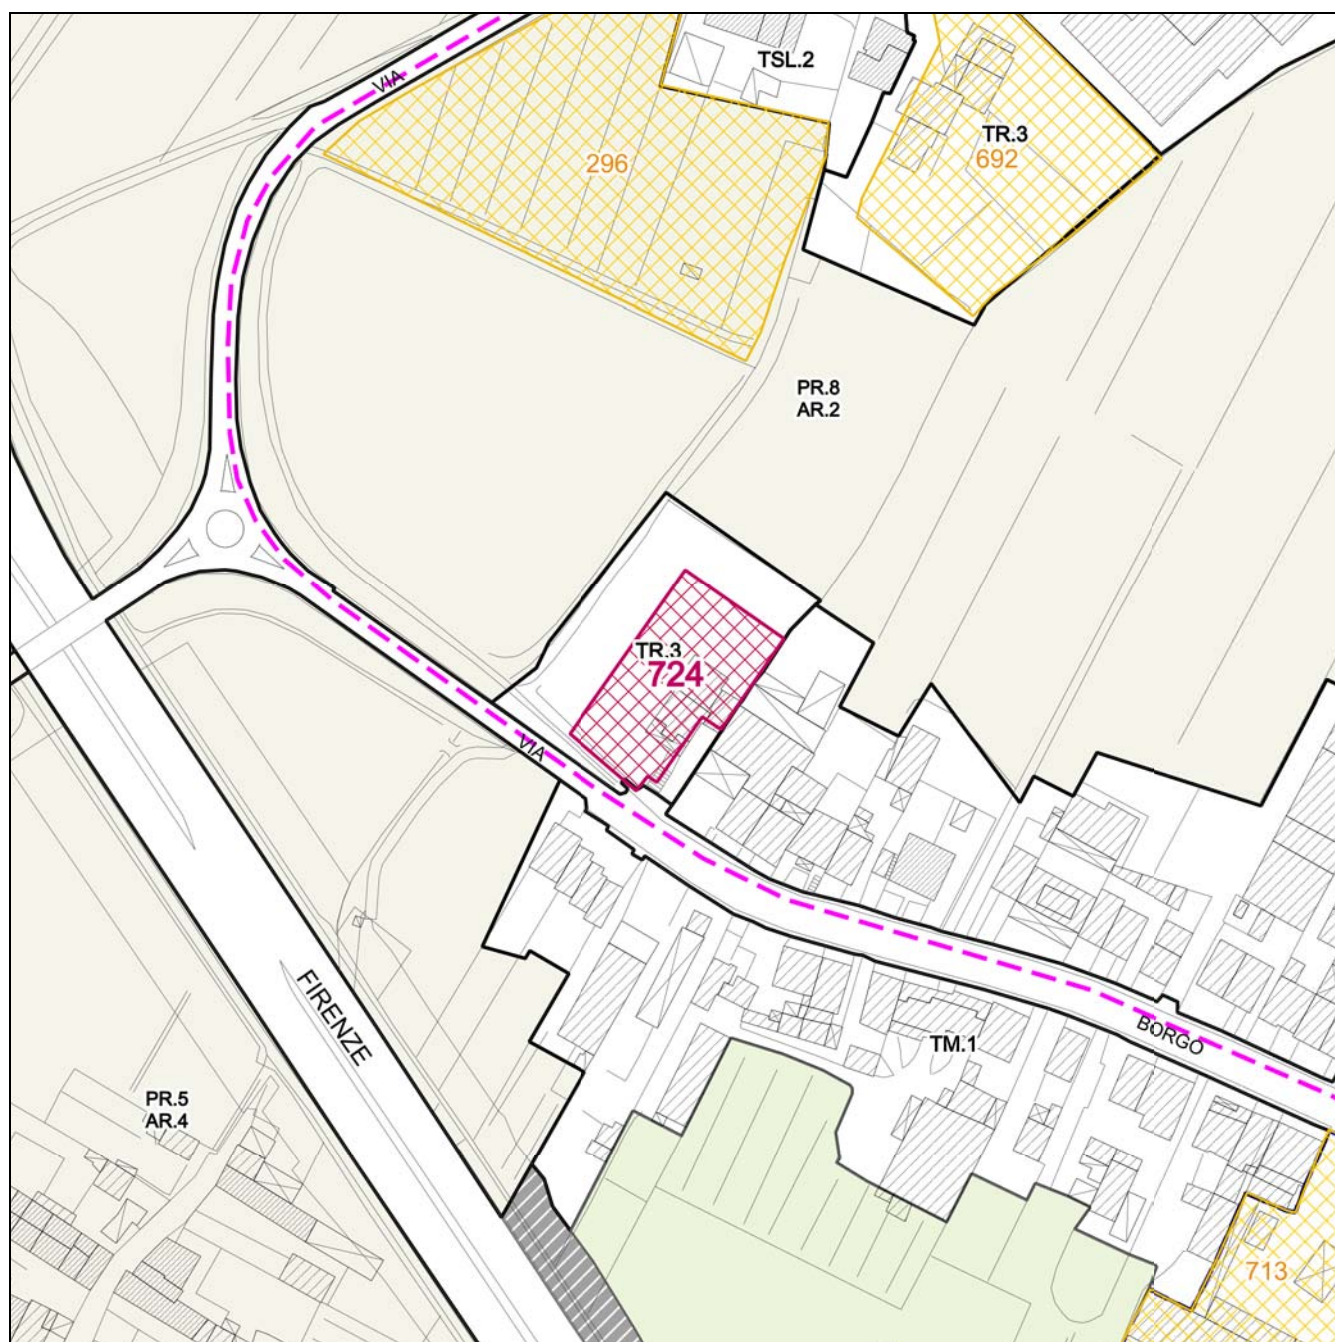 VIA
TSL.2
TR.3
692
296
PR.8
AR.2
TR.3
724
VIA
FIRENZE
BORGO
TM.1
PR.5
AR.4
713